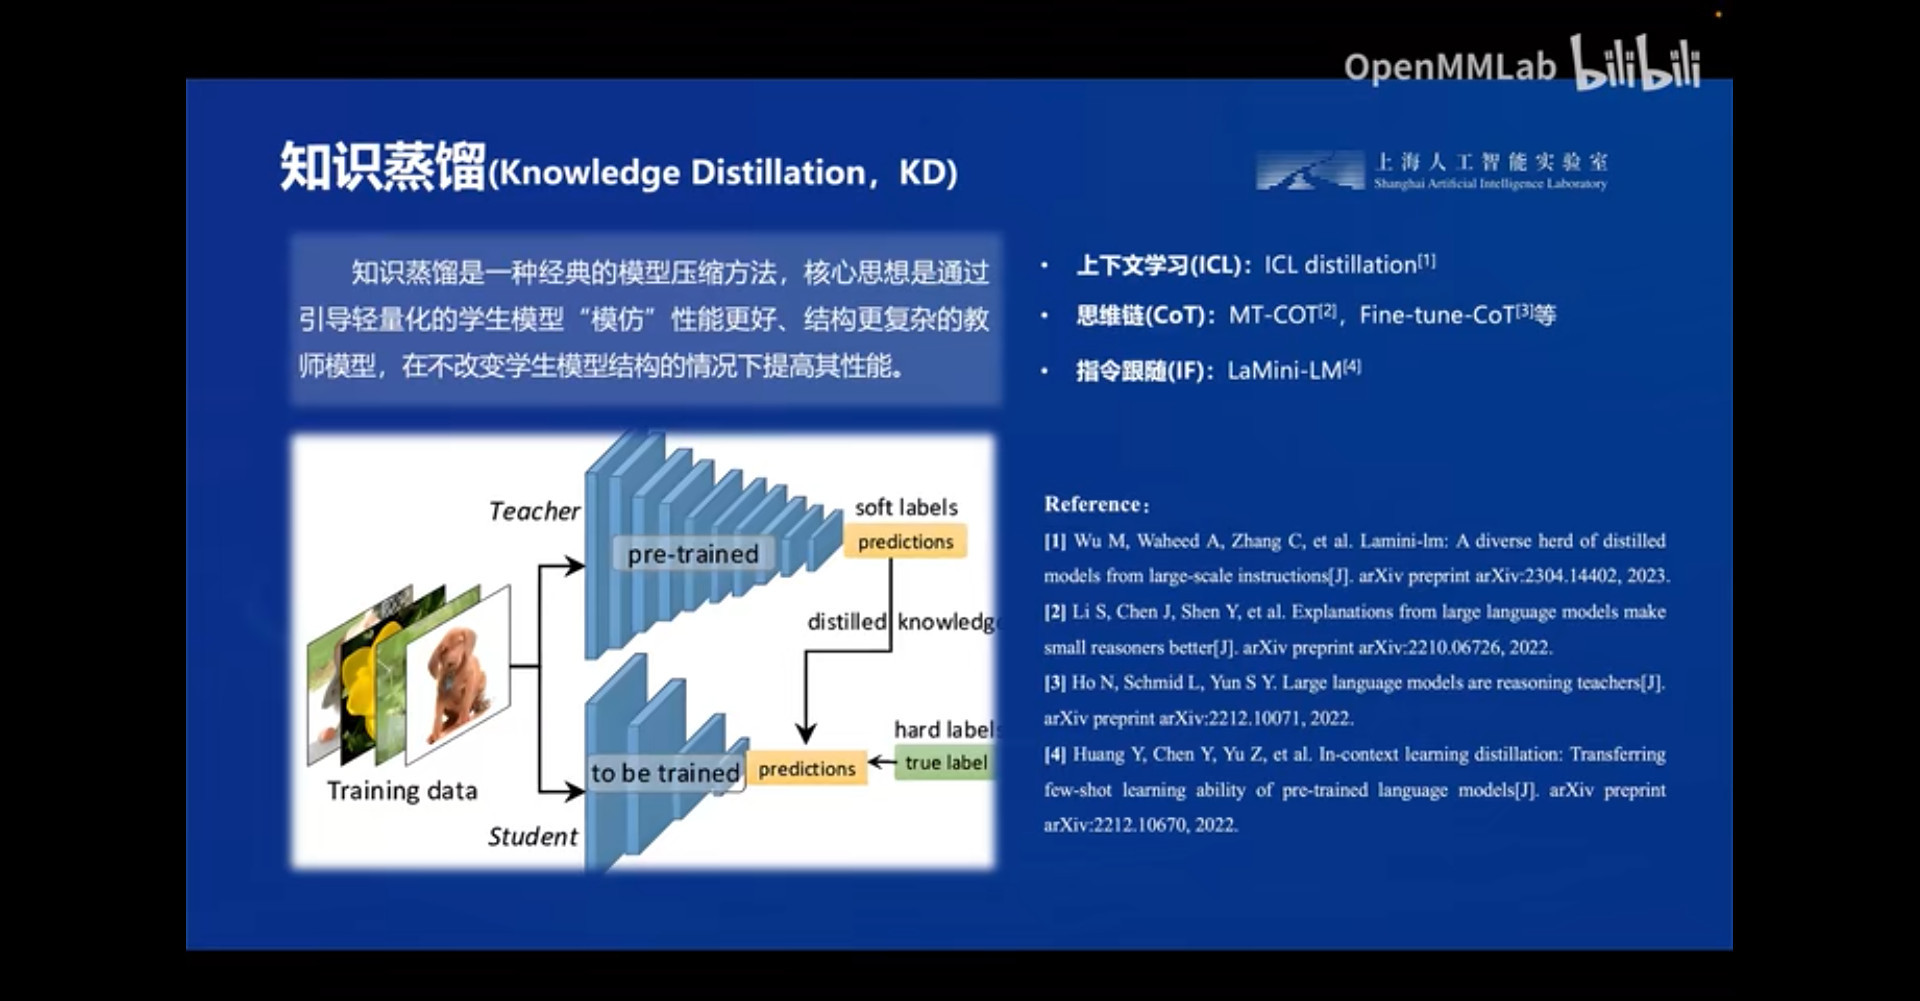 OpenMMLab bilibili
知识蒸馏(Knowledge Distillation，KD)
上海人工智能实验室
Shanghai Artificial Intelligence Laboratory
知识蒸馏是一种经典的模型压缩方法，核心思想是通过
引导轻量化的学生模型“模仿”性能更好、结构更复杂的教
师模型，在不改变学生模型结构的情况下提高其性能。
• 上下文学习(ICL)：ICL distillation[1]
• 思维链(CoT)：MT-COT[2]，Fine-tune-CoT[3]等
• 指令跟随(IF)：LaMini-LM[4]
Teacher
pre-trained
soft labels
predictions
distilled knowledge
Training data
to be trained
predictions
hard labels
true label
Student
Reference：
[1] Wu M, Waheed A, Zhang C, et al. Lamini-lm: A diverse herd of distilled
models from large-scale instructions[J]. arXiv preprint arXiv:2304.14402, 2023.
[2] Li S, Chen J, Shen Y, et al. Explanations from large language models make
small reasoners better[J]. arXiv preprint arXiv:2210.06726, 2022.
[3] Ho N, Schmid L, Yun S Y. Large language models are reasoning teachers[J].
arXiv preprint arXiv:2212.10071, 2022.
[4] Huang Y, Chen Y, Yu Z, et al. In-context learning distillation: Transferring
few-shot learning ability of pre-trained language models[J]. arXiv preprint
arXiv:2212.10670, 2022.